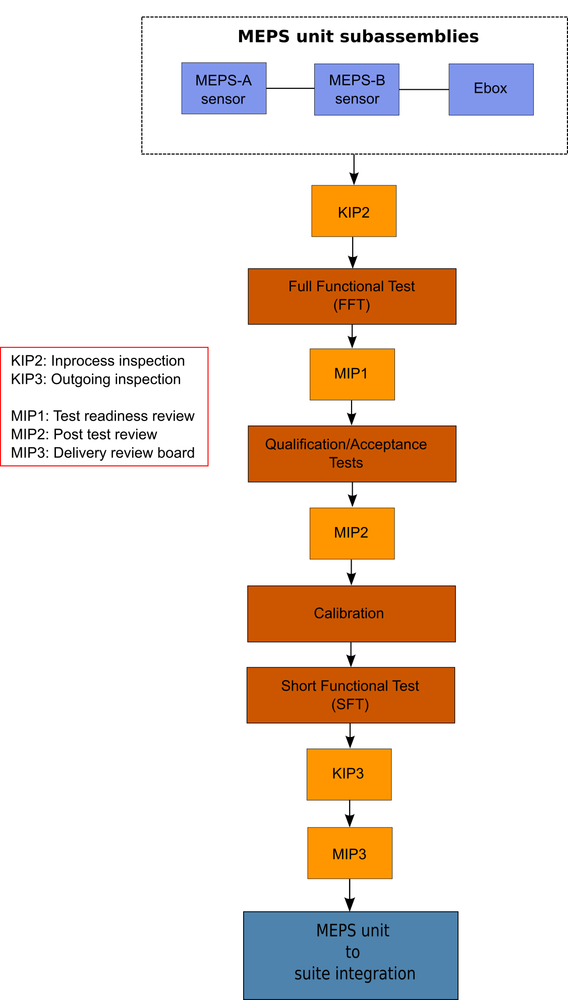 MEPS unit subassemblies
MEPS-A
sensor
MEPS-B
sensor
Ebox
KIP2
Full Functional Test
(FFT)
KIP2: Inprocess inspection
KIP3: Outgoing inspection
MIP1: Test readiness review
MIP2: Post test review
MIP3: Delivery review board
MIP1
Qualification/Acceptance
Tests
MIP2
Calibration
Short Functional Test
(SFT)
KIP3
MIP3
MEPS unit
to
suite integration